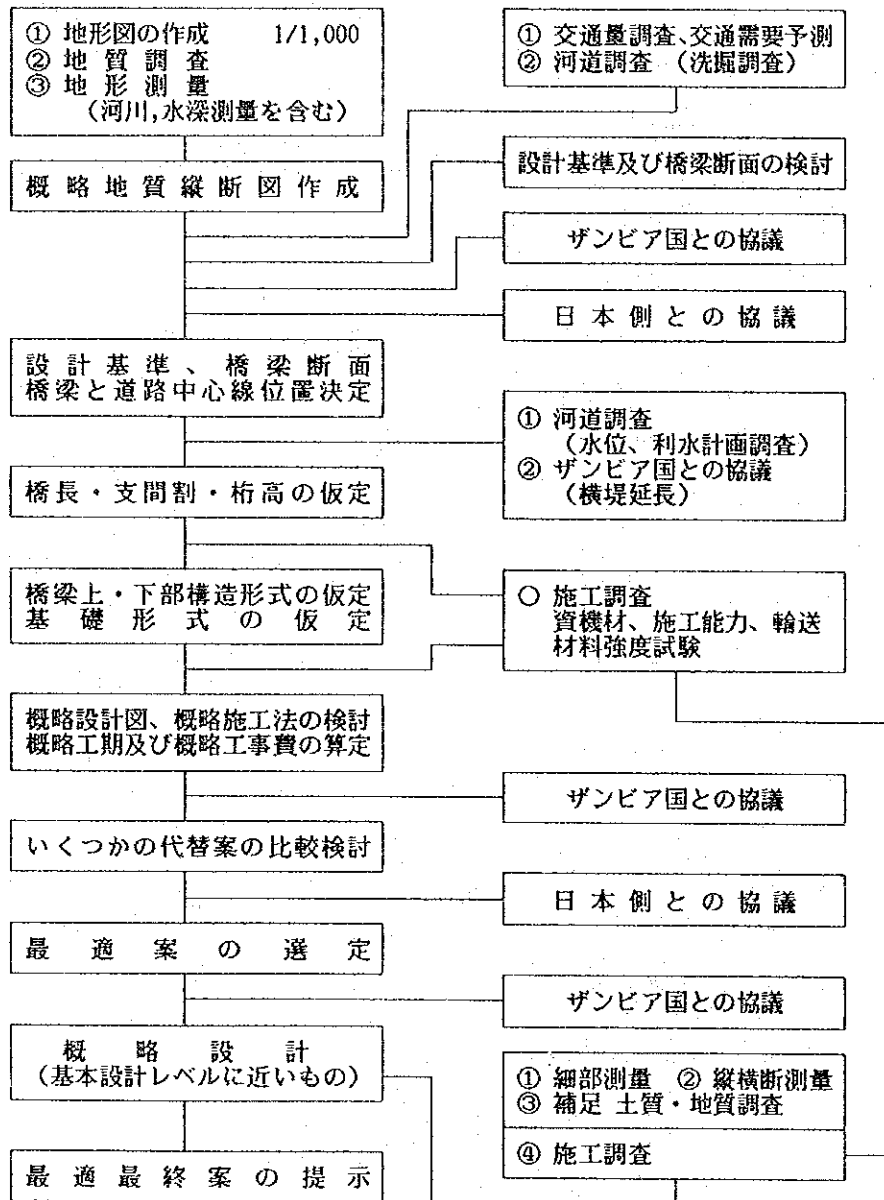 ① 地形図の作成 1/1,000
② 地質調査
③ 地形測量
(河川,水深測量を含む)
① 交通量調査、交通需要予測
② 河道調査 (洗掘調査)
概略地質縦断図作成
設計基準及び橋梁断面の検討
ザンビア国との協議
日本側との協議
設計基準、橋梁断面
橋梁と道路中心線位置決定
① 河道調査
(水位、利水計画調査)
② ザンビア国との協議
(横堤延長)
橋長・支間割・桁高の仮定
橋梁上・下部構造形式の仮定
基礎形式の仮定
○ 施工調査
資機材、施工能力、輸送
材料強度試験
概略設計図、概略施工法の検討
概略工期及び概略工事費の算定
ザンビア国との協議
いくつかの代替案の比較検討
日本側との協議
最適案の選定
ザンビア国との協議
概略設計
(基本設計レベルに近いもの)
① 細部測量 ② 縦横断測量
③ 補足 土質・地質調査
④ 施工調査
最適最終案の提示